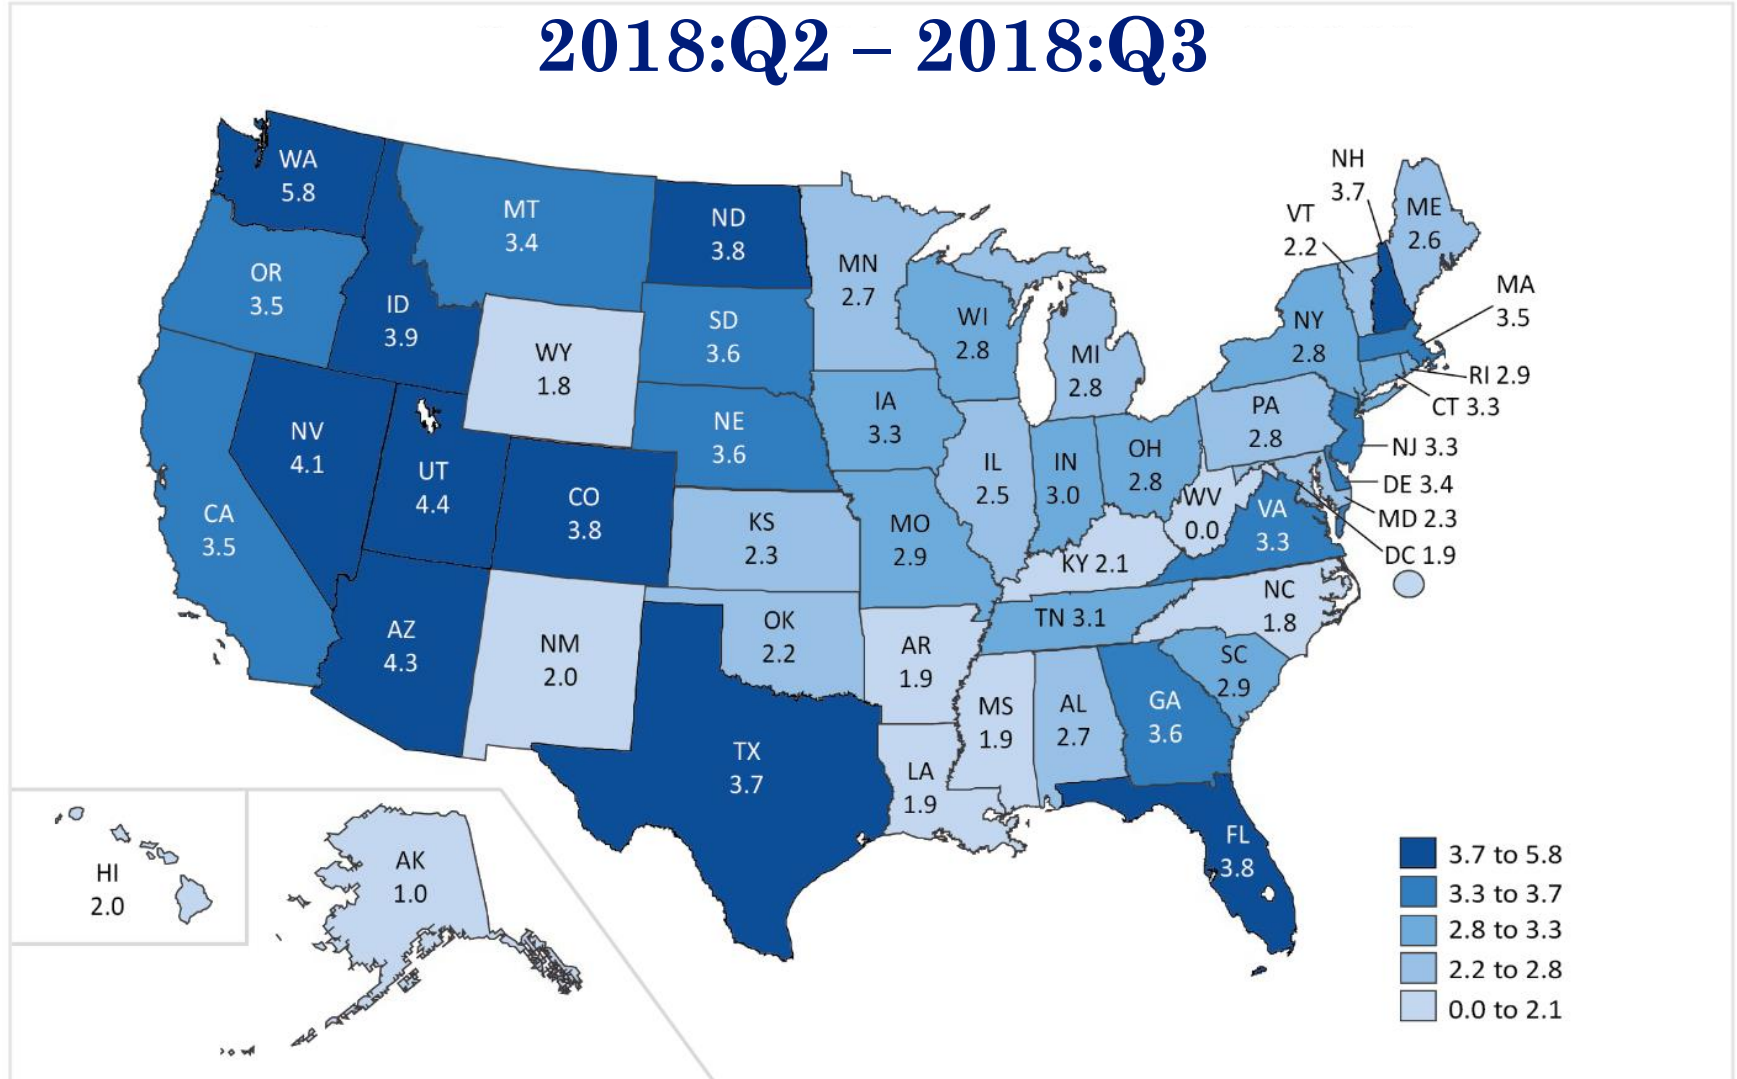 2018:Q2 – 2018:Q3
WA
5.8
MT
3.4
ND
3.8
MN
2.7
NH
3.7
VT
2.2
ME
2.6
OR
3.5
ID
3.9
SD
3.6
WI
2.8
MI
2.8
NY
2.8
MA
3.5
WY
1.8
RI 2.9
CT 3.3
NV
4.1
UT
4.4
CO
3.8
NE
3.6
IA
3.3
IL
2.5
IN
3.0
OH
2.8
PA
2.8
NJ 3.3
DE 3.4
MD 2.3
DC 1.9
CA
3.5
KS
2.3
MO
2.9
KY 2.1
WV
0.0
VA
3.3
AZ
4.3
NM
2.0
OK
2.2
AR
1.9
TN 3.1
NC
1.8
SC
2.9
TX
3.7
LA
1.9
MS
1.9
AL
2.7
GA
3.6
FL
3.8
HI
2.0
AK
1.0
3.7 to 5.8
3.3 to 3.7
2.8 to 3.3
2.2 to 2.8
0.0 to 2.1